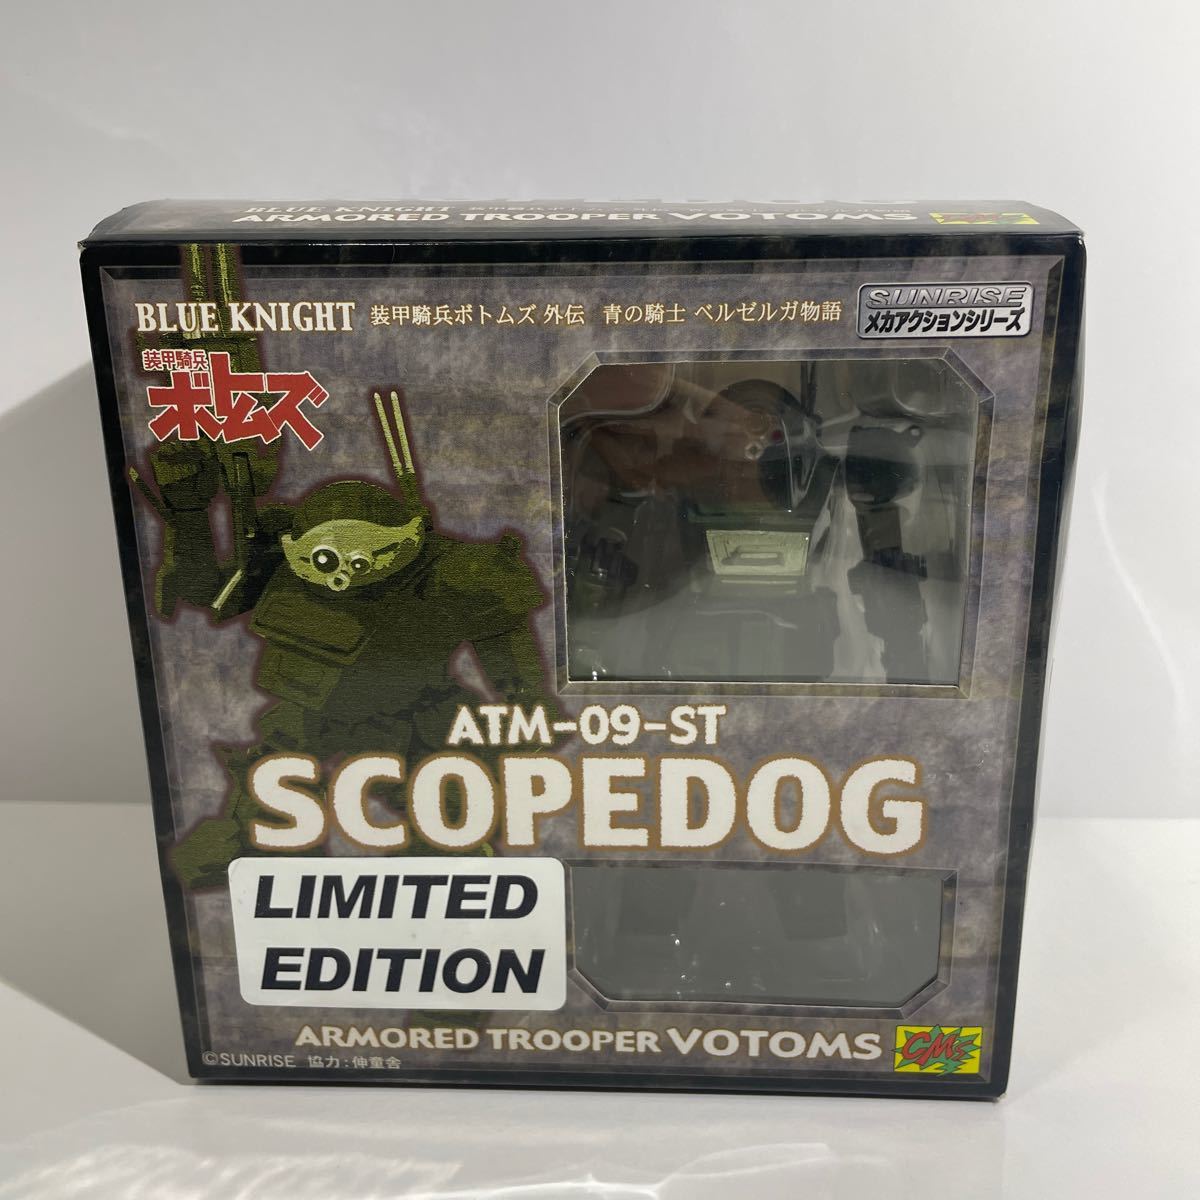 ARMORED TROOPER VOTOMS
BLUE KNIGHT 装甲騎兵ボトムズ 外伝 青の騎士 ベルゼルガ物語
SUNRISE
メカアクションシリーズ
装甲騎兵
ボトムズ
ATM-09-ST
SCOPEDOG
LIMITED
EDITION
ARMORED TROOPER VOTOMS
CM's
©SUNRISE 協力:伸童舎